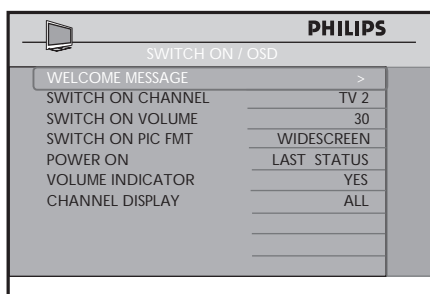 PHILIPS
SWITCH ON / OSD
WELCOME MESSAGE >
SWITCH ON CHANNEL TV 2
SWITCH ON VOLUME 30
SWITCH ON PIC FMT WIDESCREEN
POWER ON LAST STATUS
VOLUME INDICATOR YES
CHANNEL DISPLAY ALL